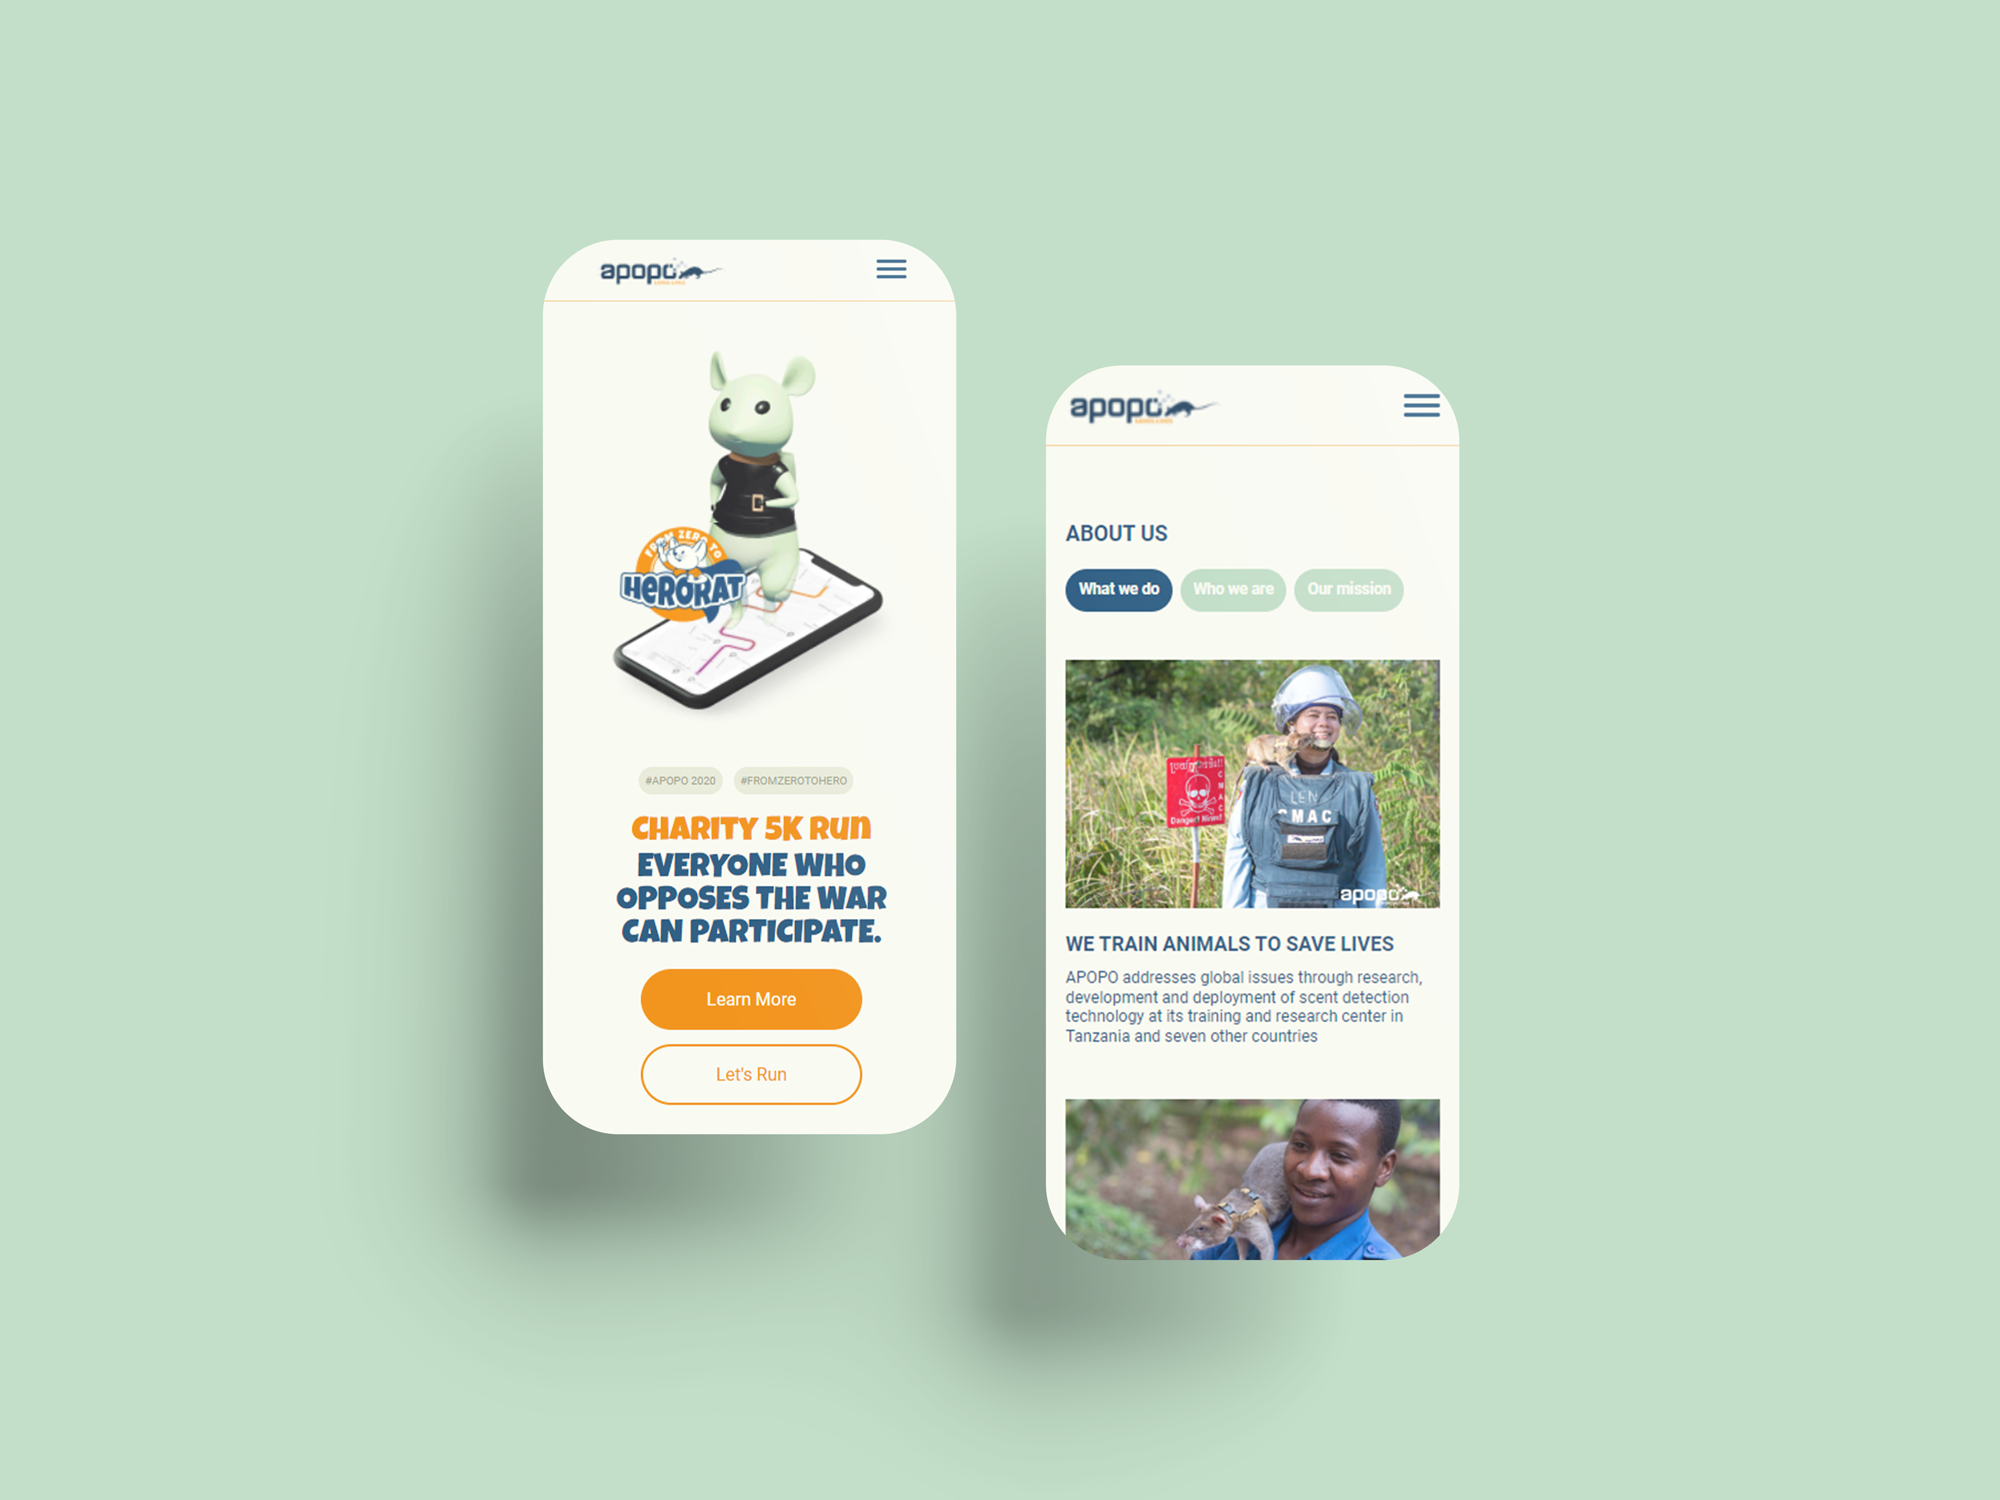 apopo
FROM ZERO TO
HERORAT
#APOPO 2020 #FROMZEROTOHERO
CHARITY 5K Run
EVERYONE WHO
OPPOSES THE WAR
CAN PARTICIPATE.
Learn More
Let's Run
apopo
ABOUT US
What we do Who we are Our mission
C
M
A
C
LEN
CMAC
apopo
WE TRAIN ANIMALS TO SAVE LIVES
APOPO addresses global issues through research,
development and deployment of scent detection
technology at its training and research center in
Tanzania and seven other countries